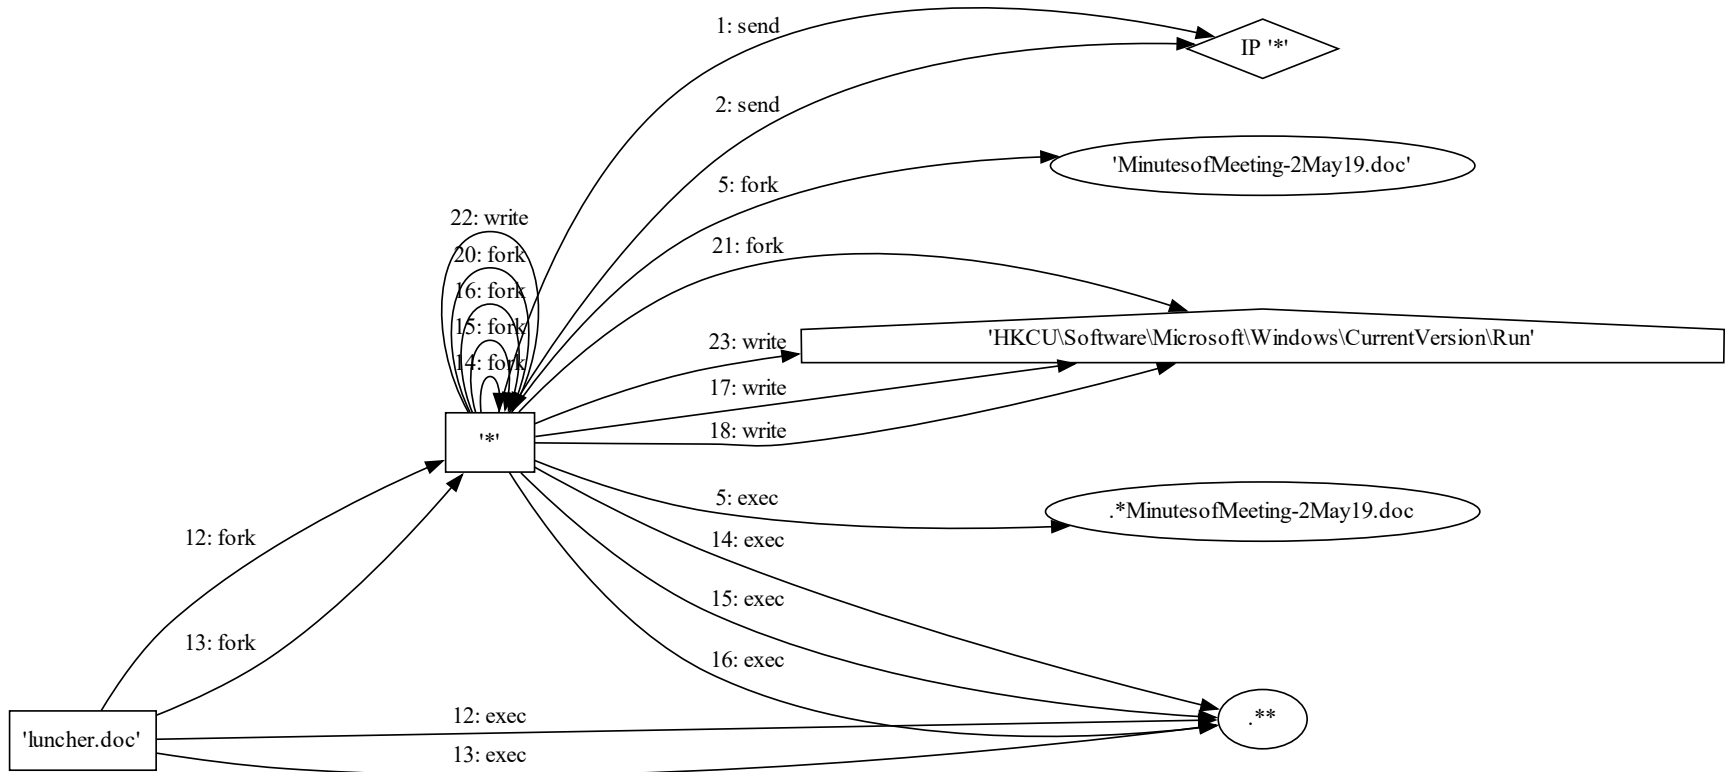 1: send
IP '*'
2: send
'MinutesofMeeting-2May19.doc'
5: fork
22: write
21: fork
20: fork
16: fork
15: fork
23: write
'HKCU\Software\Microsoft\Windows\CurrentVersion\Run'
14: fork
17: write
18: write
'*'
5: exec
.*MinutesofMeeting-2May19.doc
12: fork
14: exec
15: exec
13: fork
16: exec
12: exec
.**
'luncher.doc'
13: exec